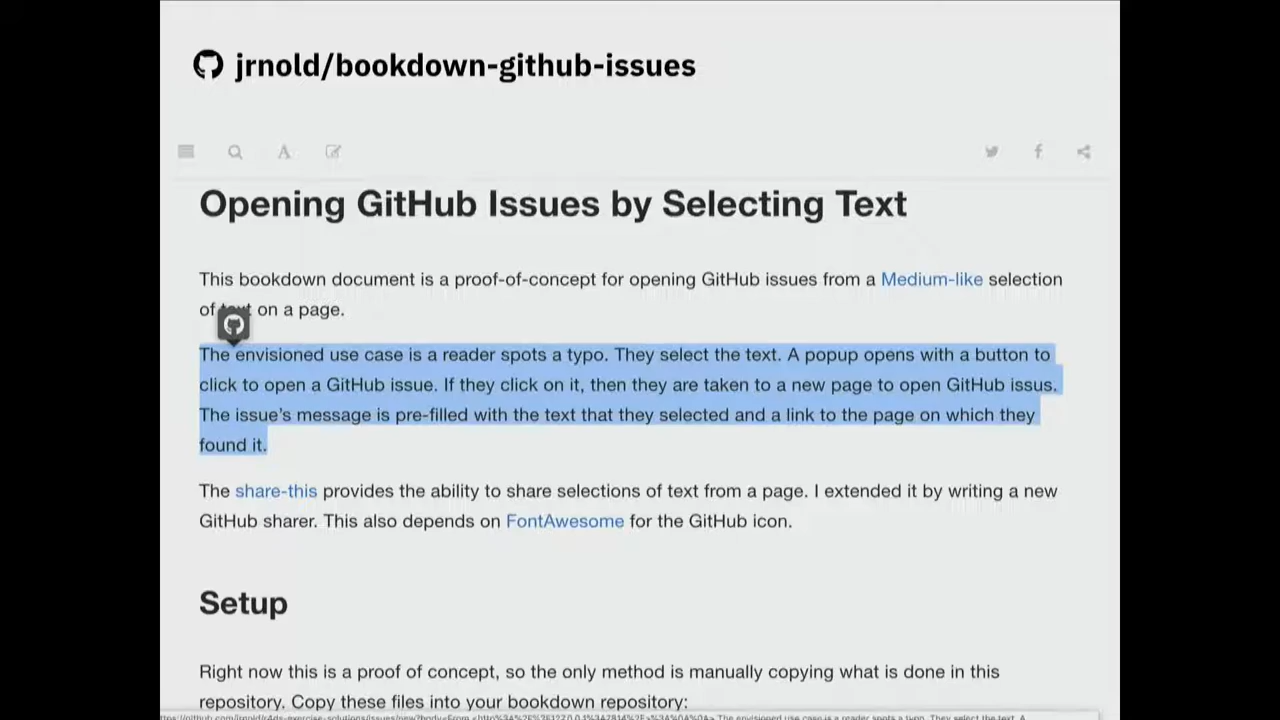 jrnold/bookdown-github-issues
Opening GitHub Issues by Selecting Text
This bookdown document is a proof-of-concept for opening GitHub issues from a Medium-like selection
of text on a page.
The envisioned use case is a reader spots a typo. They select the text. A popup opens with a button to
click to open a GitHub issue. If they click on it, then they are taken to a new page to open GitHub issus.
The issue's message is pre-filled with the text that they selected and a link to the page on which they
found it.
The share-this provides the ability to share selections of text from a page. I extended it by writing a new
GitHub sharer. This also depends on FontAwesome for the GitHub icon.
Setup
Right now this is a proof of concept, so the only method is manually copying what is done in this
repository. Copy these files into your bookdown repository: